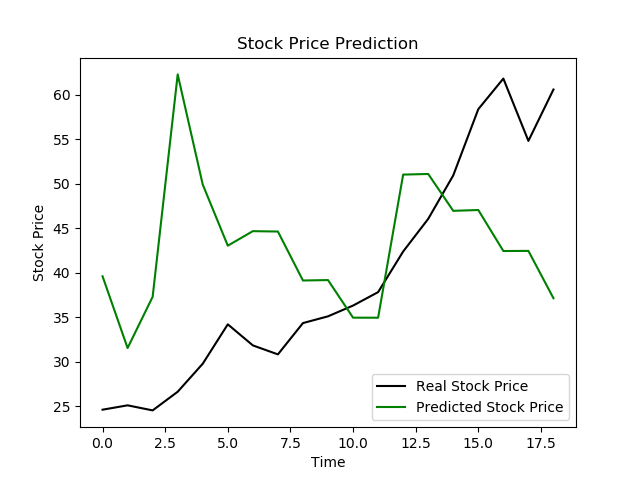 Stock Price Prediction
Stock Price
60
55
50
45
40
35
30
25
Real Stock Price
Predicted Stock Price
0.0 2.5 5.0 7.5 10.0 12.5 15.0 17.5
Time